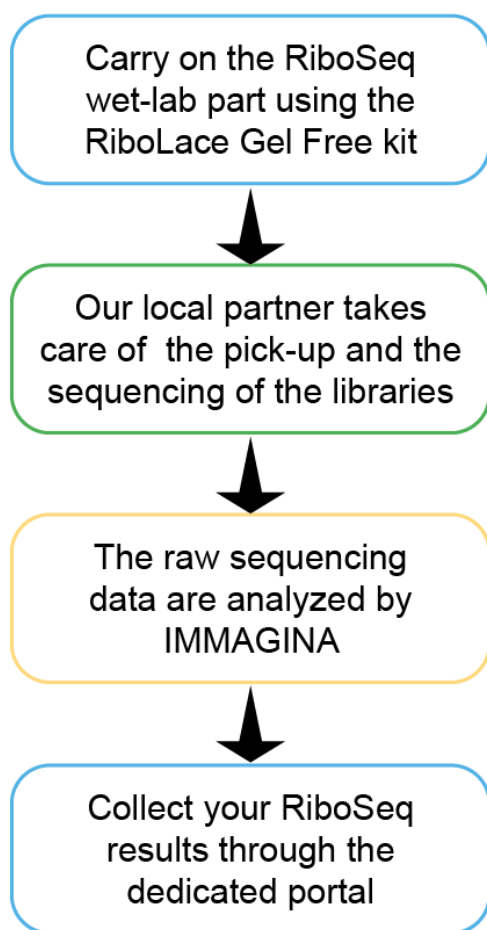 Carry on the RiboSeq
wet-lab part using the
RiboLace Gel Free kit
Our local partner takes
care of  the pick-up and the
sequencing of the libraries
The raw sequencing
data are analyzed by
IMMAGINA
Collect your RiboSeq
results through the
dedicated portal